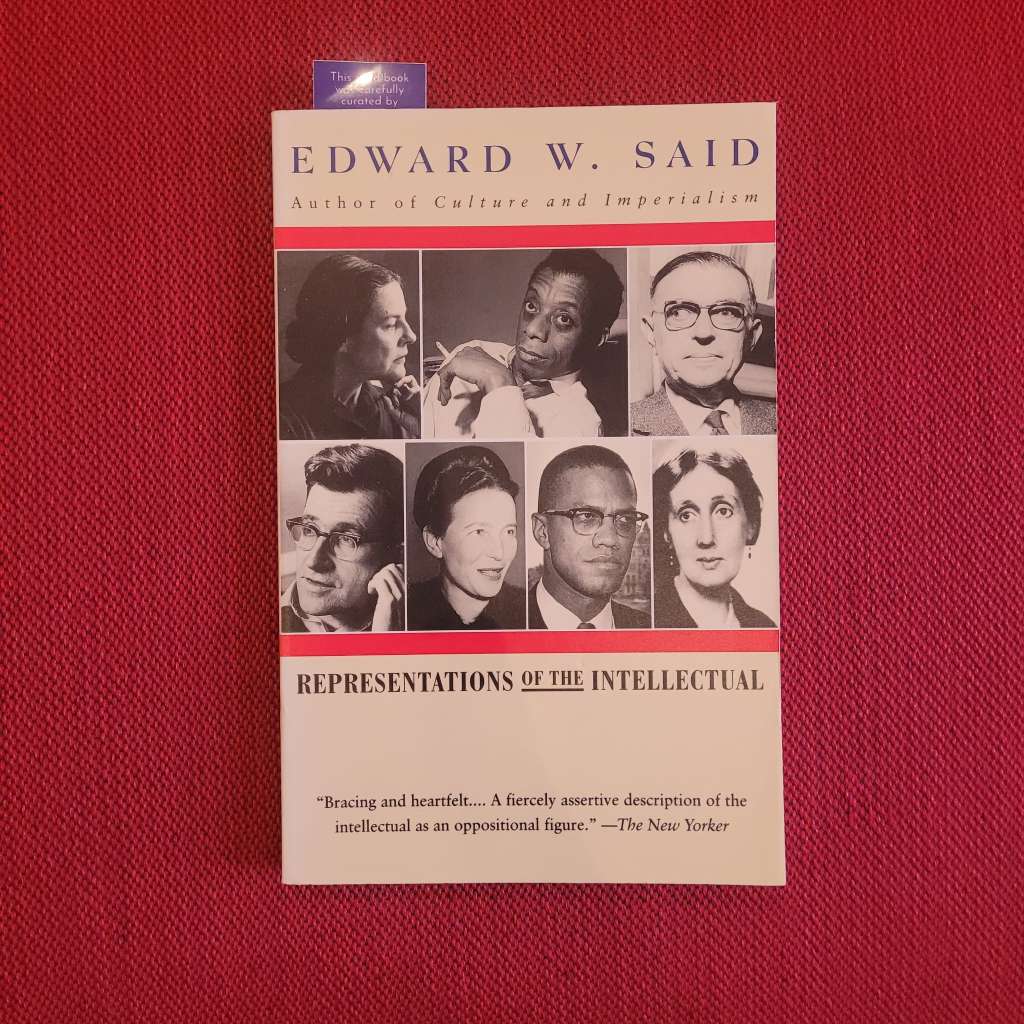 This book
was carefully
curated by
EDWARD W. SAID
Author of Culture and Imperialism
REPRESENTATIONS OF THE INTELLECTUAL
“Bracing and heartfelt.... A fiercely assertive description of the
intellectual as an oppositional figure.” —The New Yorker